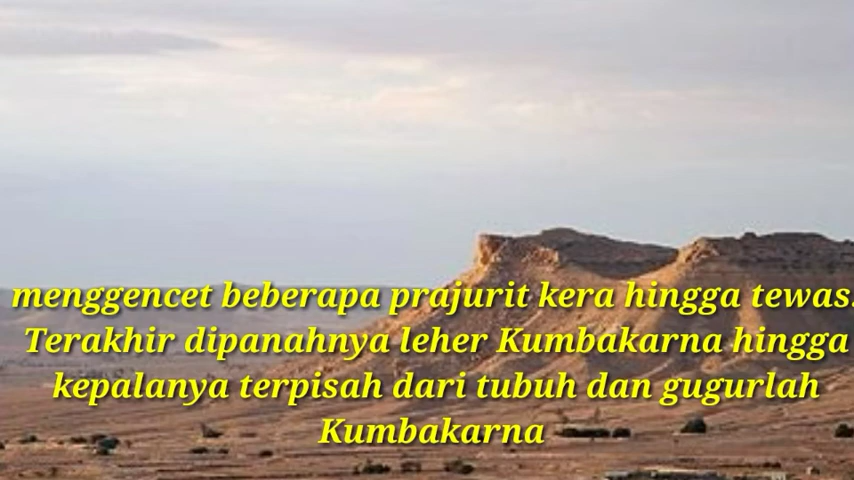 menggencet beberapa prajurit kera hingga tewas.
Terakhir dipanahnya leher Kumbakarna hingga
kepalanya terpisah dari tubuh dan gugurlah
Kumbakarna